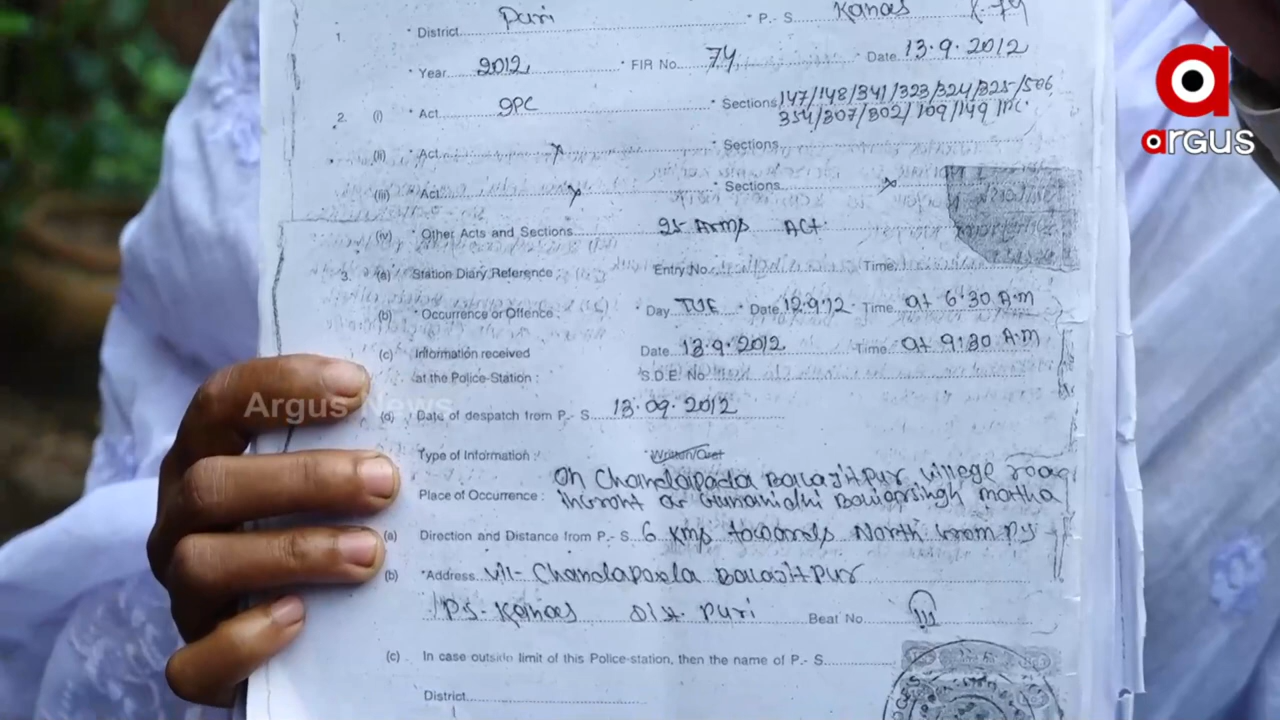 1. * District Puri * P. S. Kanas
* Year 2012 * FIR No. 74 * Date 13.9.2012
2. (i) * Act IPC * Sections 147/148/341/323/324/325/506
354/307/302/109/149 IPC
(ii) * Act x * Sections
(iii) * Act x * Sections x
(iv) * Other Acts and Sections 25 Arms Act
3. (a) * Station Diary Reference : Entry No. Time
(b) * Occurrence or Offence : * Day TUE * Date 12.9.12 Time at 6.30 A.M
(c) Information received Date 13.9.2012 Time at 9.30 A.M
at the Police-Station : S.D.E. No.
(d) Date of despatch from P.- S. 13.09.2012
Type of Information : * Written/Oral
On Chandapada Balajitpur village road
Place of Occurrence : infront of Gunanidhi
(a) Direction and Distance from P.- S. 6 Kmp towards North from PS
(b) *Address Vill- Chandapada Balajitpur
PS- Kanas Dist Puri Beat No.
(c) In case outside limit of this Police-station, then the name of P.- S.
District
argus
Argus News